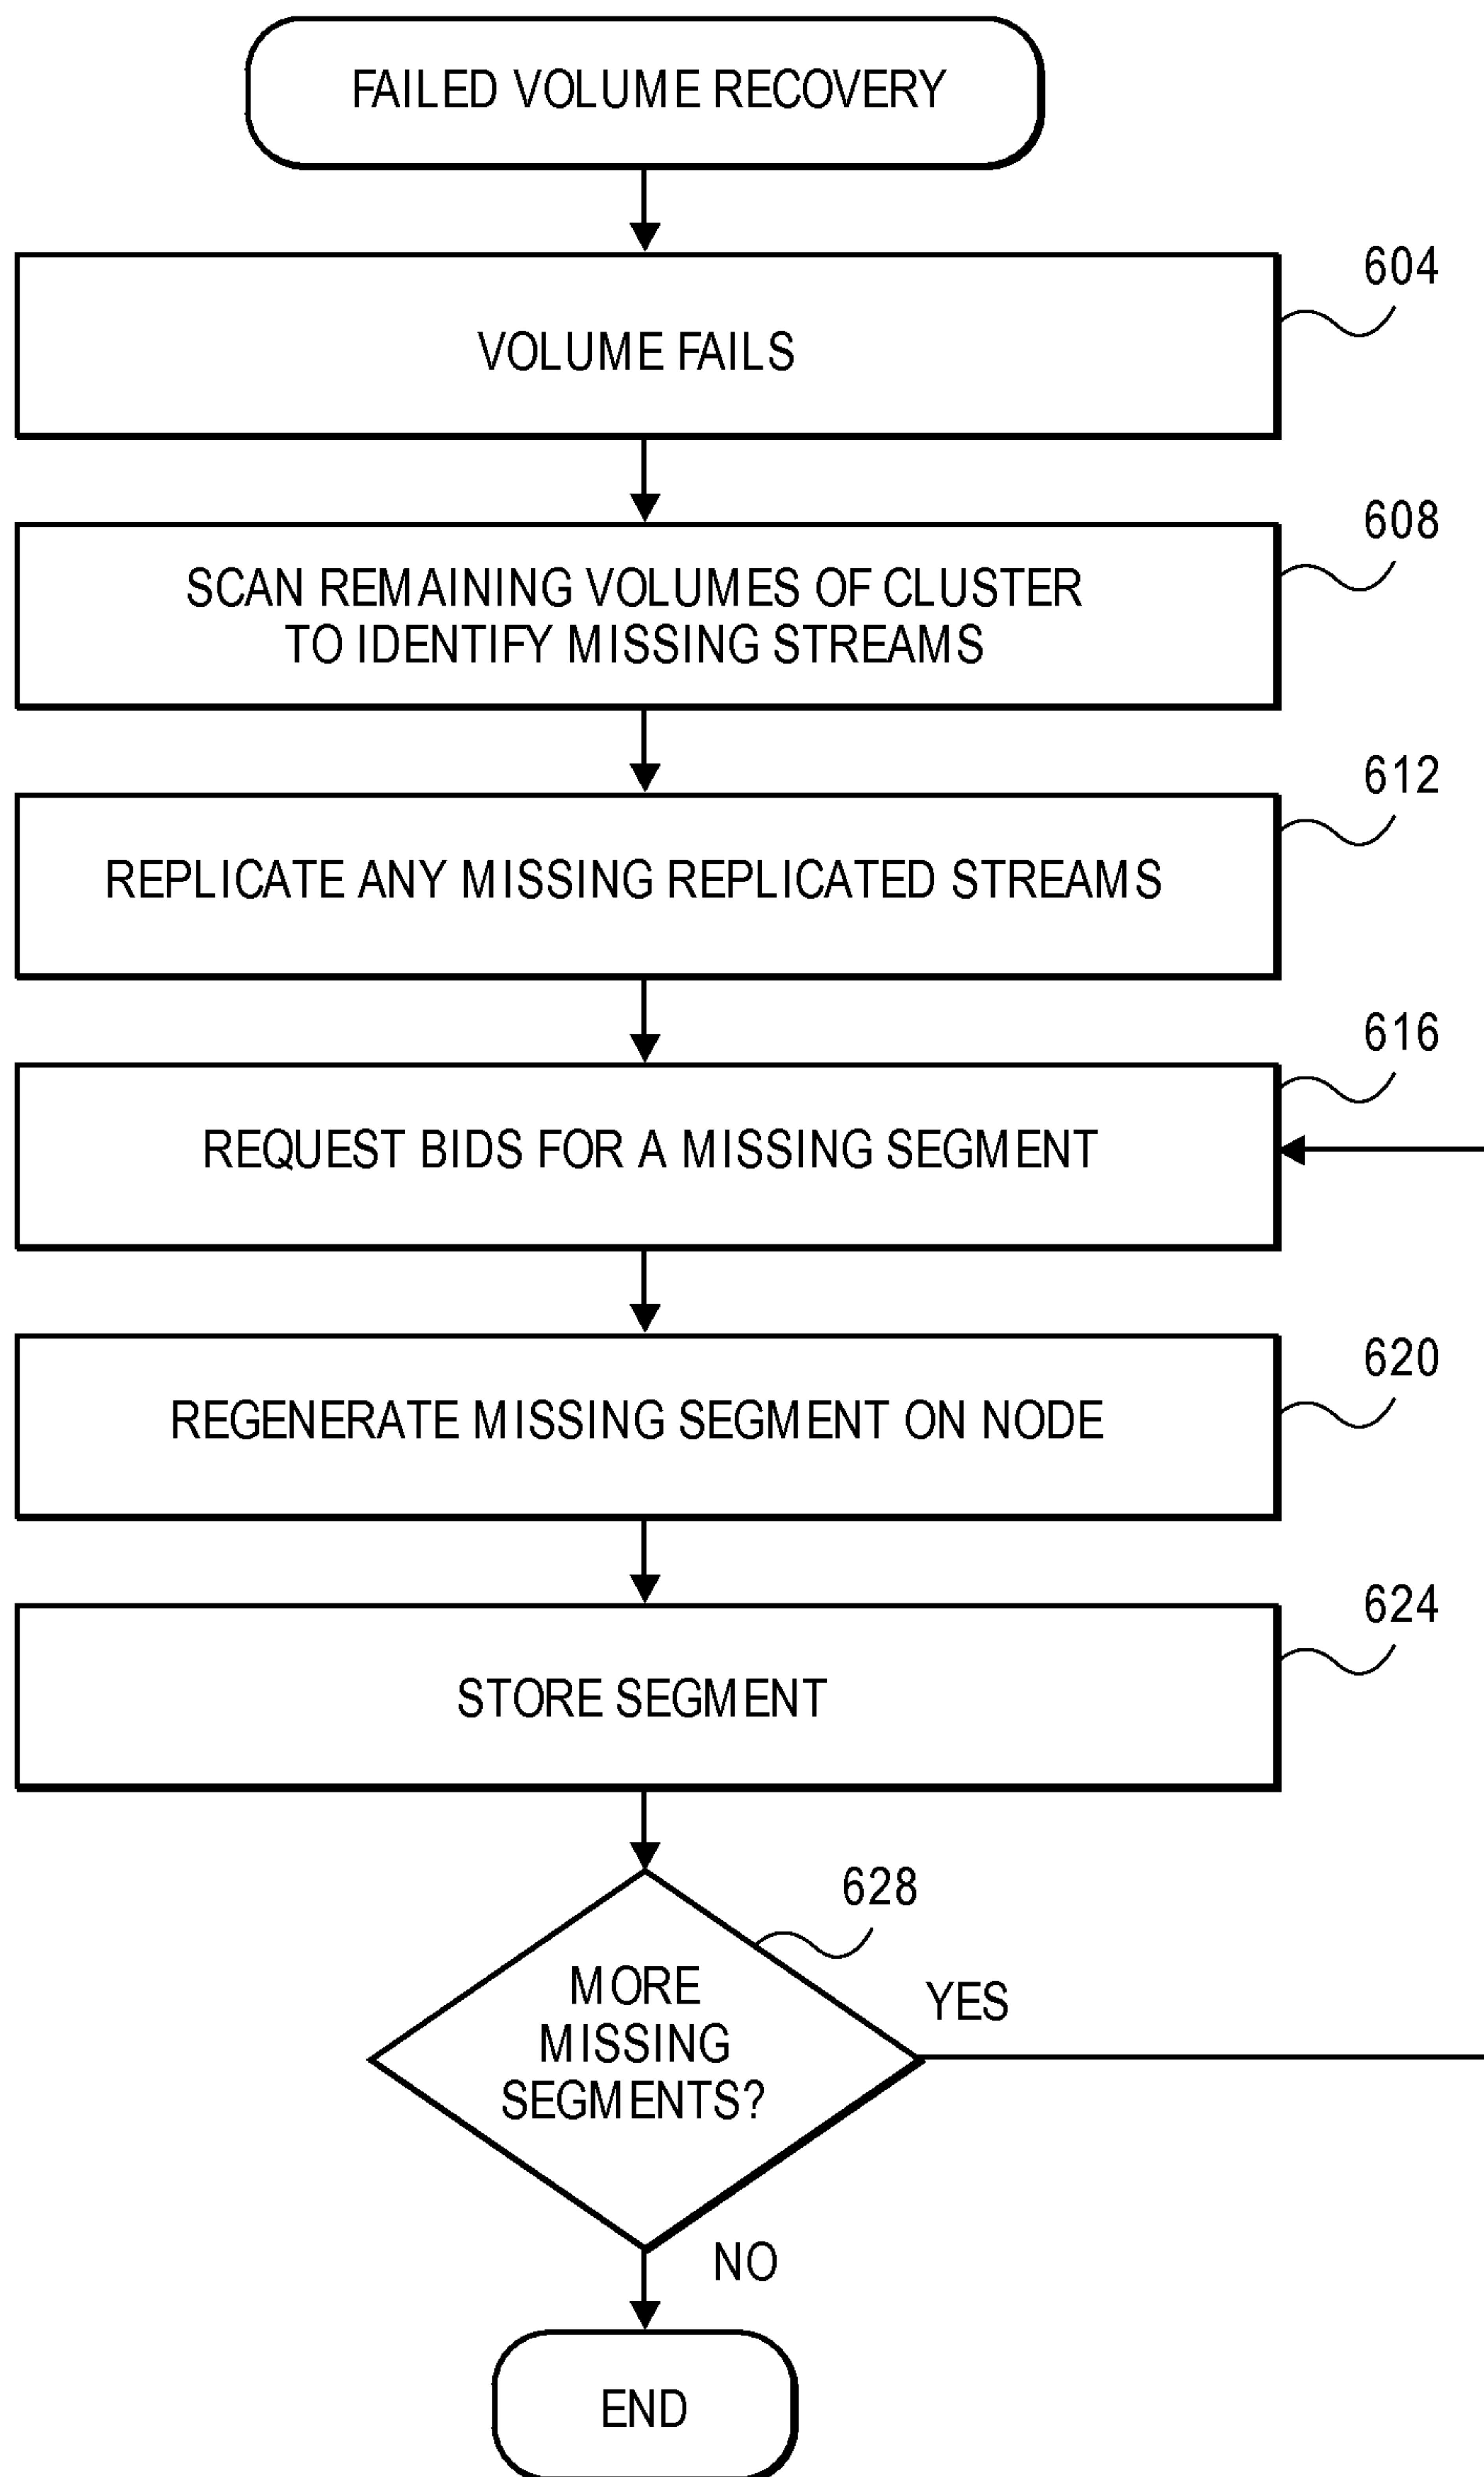 FAILED VOLUME RECOVERY
604
VOLUME FAILS
608
SCAN REMAINING VOLUMES OF CLUSTER
TO IDENTIFY MISSING STREAMS
612
REPLICATE ANY MISSING REPLICATED STREAMS
616
REQUEST BIDS FOR A MISSING SEGMENT
620
REGENERATE MISSING SEGMENT ON NODE
624
STORE SEGMENT
628
MORE
MISSING
SEGMENTS?
YES
NO
END